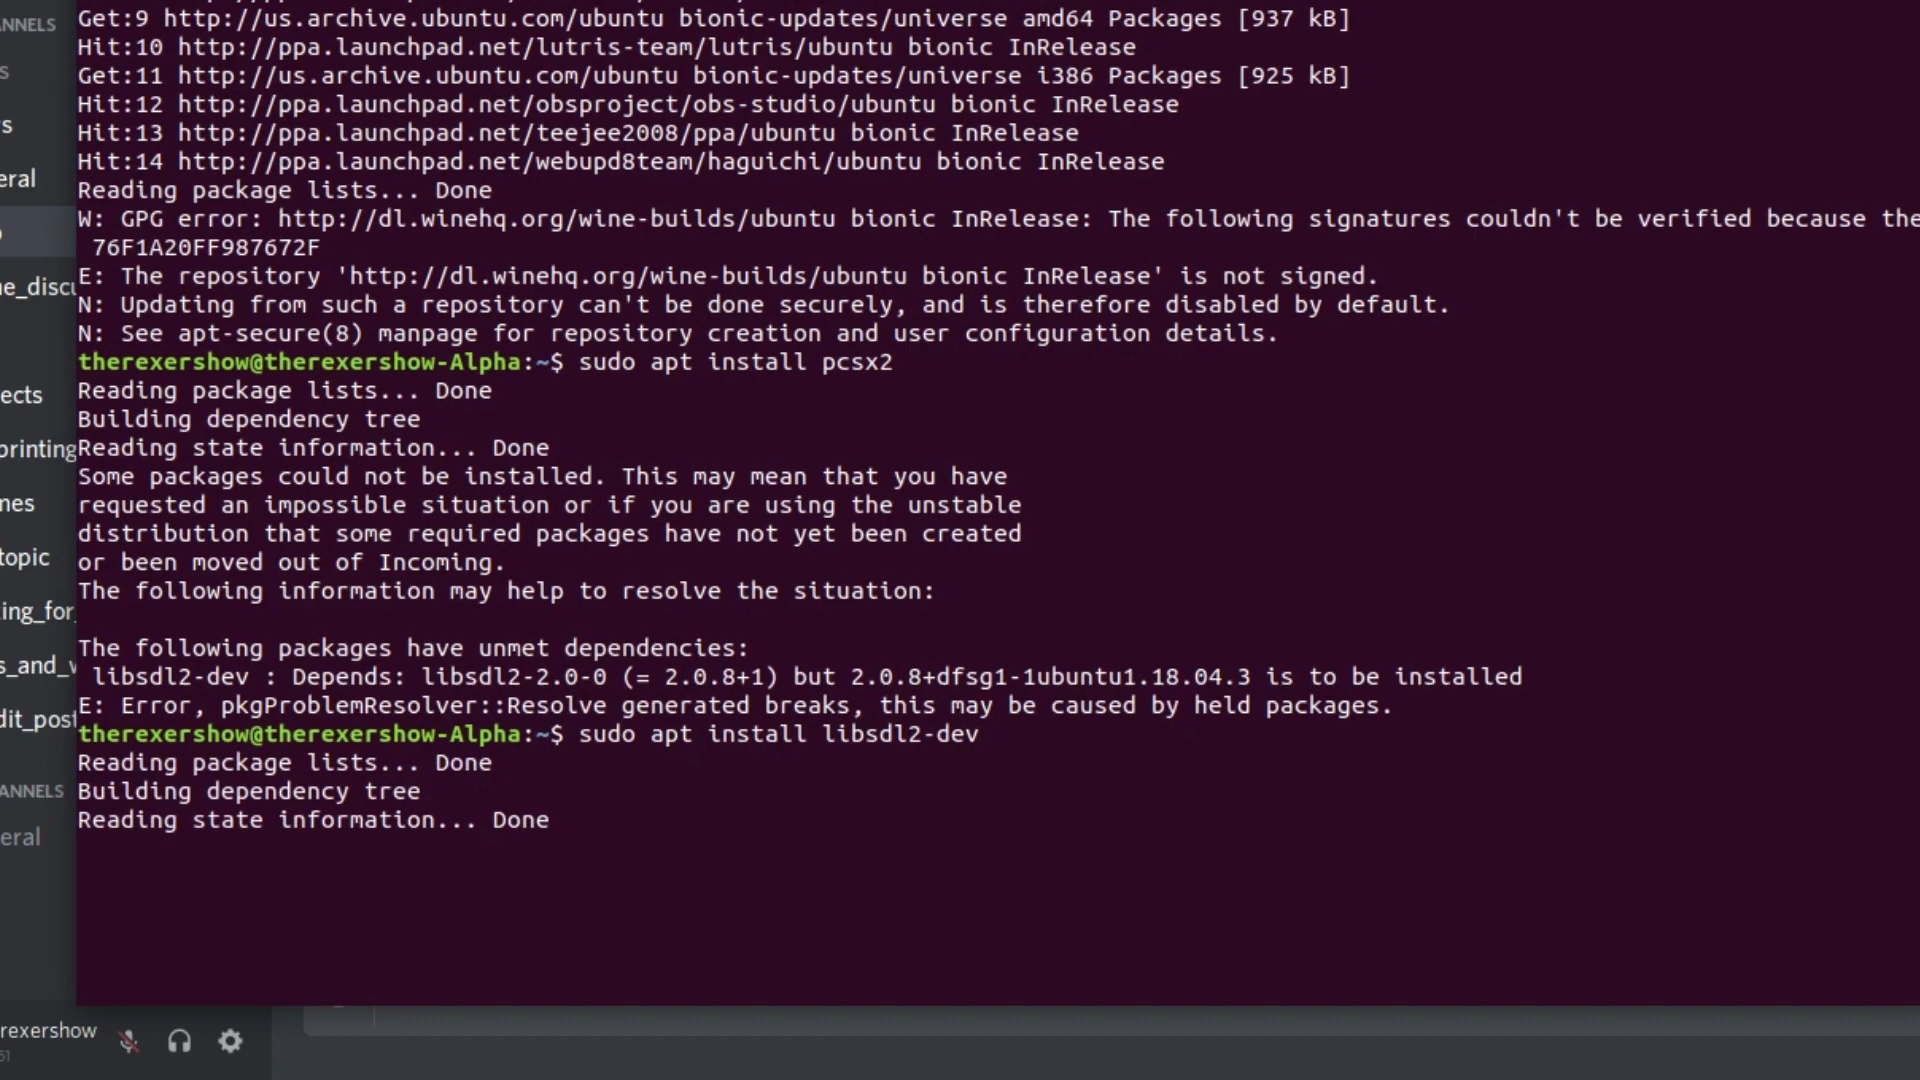 NNELS
s
s
eral
e_discu
ects
printing
mes
topic
ing_for_
s_and_w
dit_post
ANNELS
eral
Get:9 http://us.archive.ubuntu.com/ubuntu bionic-updates/universe amd64 Packages [937 kB]
Hit:10 http://ppa.launchpad.net/lutris-team/lutris/ubuntu bionic InRelease
Get:11 http://us.archive.ubuntu.com/ubuntu bionic-updates/universe i386 Packages [925 kB]
Hit:12 http://ppa.launchpad.net/obsproject/obs-studio/ubuntu bionic InRelease
Hit:13 http://ppa.launchpad.net/teejee2008/ppa/ubuntu bionic InRelease
Hit:14 http://ppa.launchpad.net/webupd8team/haguichi/ubuntu bionic InRelease
Reading package lists... Done
W: GPG error: http://dl.winehq.org/wine-builds/ubuntu bionic InRelease: The following signatures couldn't be verified because the
76F1A20FF987672F
E: The repository 'http://dl.winehq.org/wine-builds/ubuntu bionic InRelease' is not signed.
N: Updating from such a repository can't be done securely, and is therefore disabled by default.
N: See apt-secure(8) manpage for repository creation and user configuration details.
therexershow@therexershow-Alpha:~$ sudo apt install pcsx2
Reading package lists... Done
Building dependency tree
Reading state information... Done
Some packages could not be installed. This may mean that you have
requested an impossible situation or if you are using the unstable
distribution that some required packages have not yet been created
or been moved out of Incoming.
The following information may help to resolve the situation:
The following packages have unmet dependencies:
libsdl2-dev : Depends: libsdl2-2.0-0 (= 2.0.8+1) but 2.0.8+dfsg1-1ubuntu1.18.04.3 is to be installed
E: Error, pkgProblemResolver::Resolve generated breaks, this may be caused by held packages.
therexershow@therexershow-Alpha:~$ sudo apt install libsdl2-dev
Reading package lists... Done
Building dependency tree
Reading state information... Done
rexershow